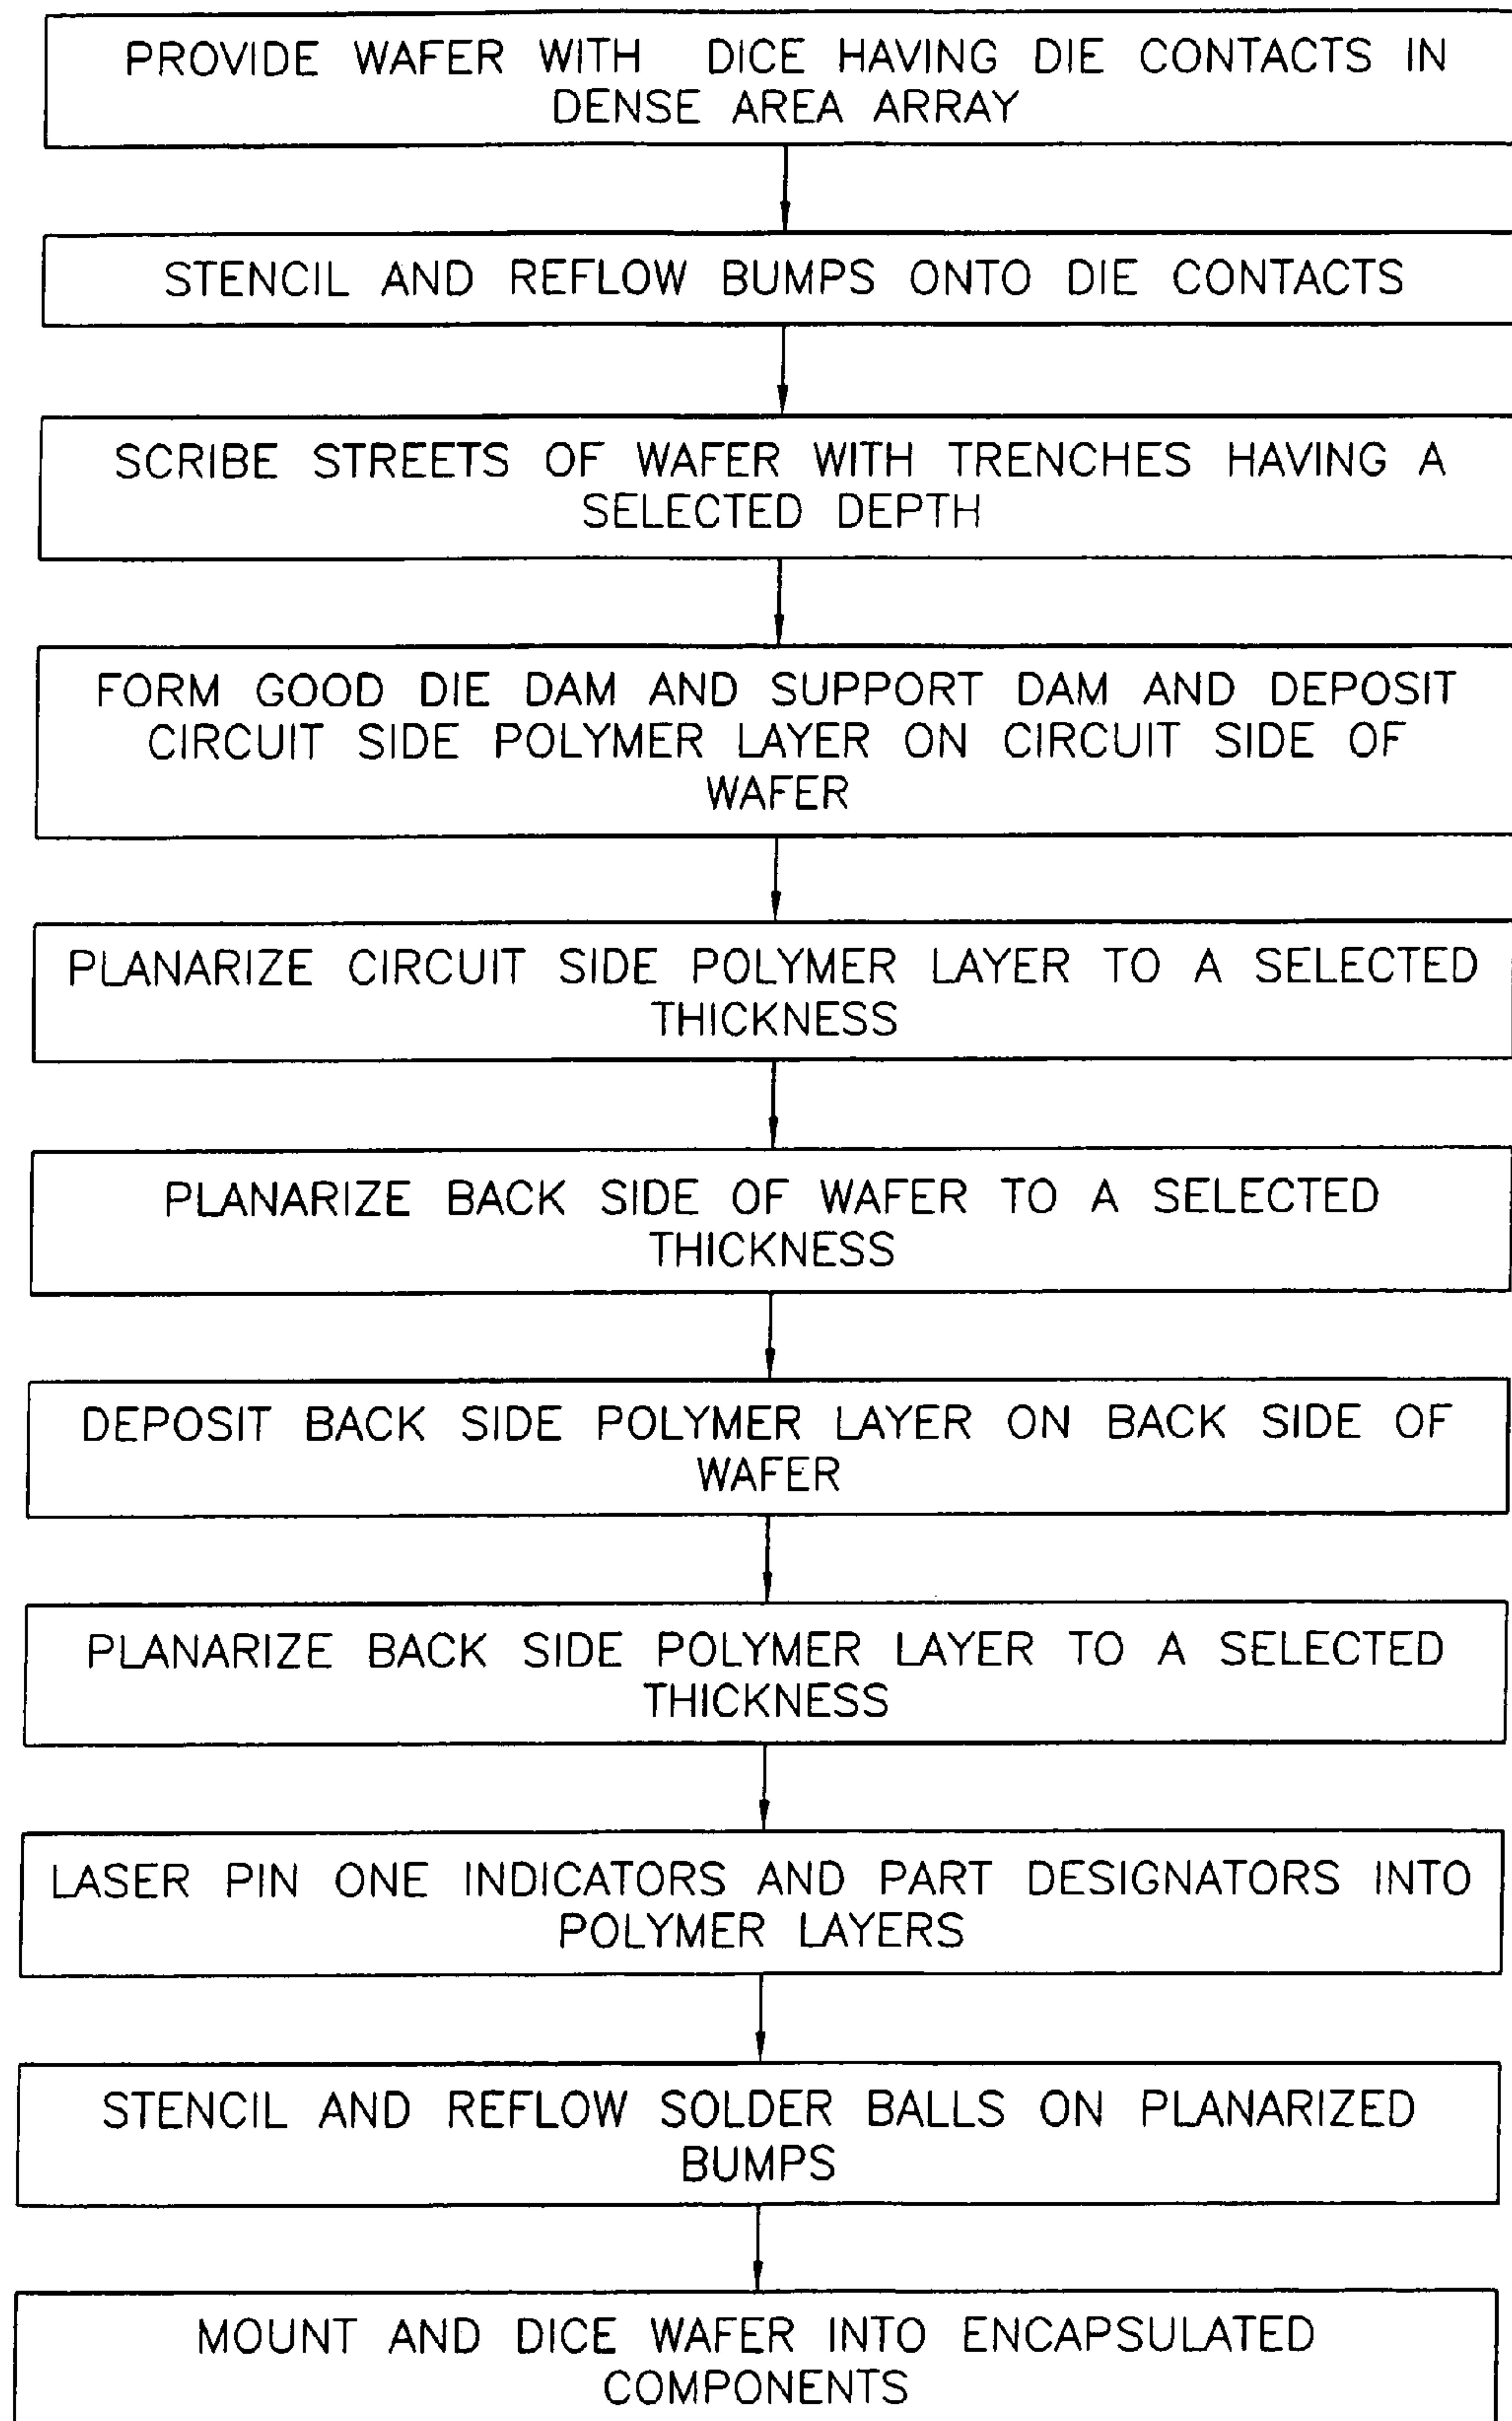 PROVIDE WAFER WITH DICE HAVING DIE CONTACTS IN
DENSE AREA ARRAY
STENCIL AND REFLOW BUMPS ONTO DIE CONTACTS
SCRIBE STREETS OF WAFER WITH TRENCHES HAVING A
SELECTED DEPTH
FORM GOOD DIE DAM AND SUPPORT DAM AND DEPOSIT
CIRCUIT SIDE POLYMER LAYER ON CIRCUIT SIDE OF
WAFER
PLANARIZE CIRCUIT SIDE POLYMER LAYER TO A SELECTED
THICKNESS
PLANARIZE BACK SIDE OF WAFER TO A SELECTED
THICKNESS
DEPOSIT BACK SIDE POLYMER LAYER ON BACK SIDE OF
WAFER
PLANARIZE BACK SIDE POLYMER LAYER TO A SELECTED
THICKNESS
LASER PIN ONE INDICATORS AND PART DESIGNATORS INTO
POLYMER LAYERS
STENCIL AND REFLOW SOLDER BALLS ON PLANARIZED
BUMPS
MOUNT AND DICE WAFER INTO ENCAPSULATED
COMPONENTS